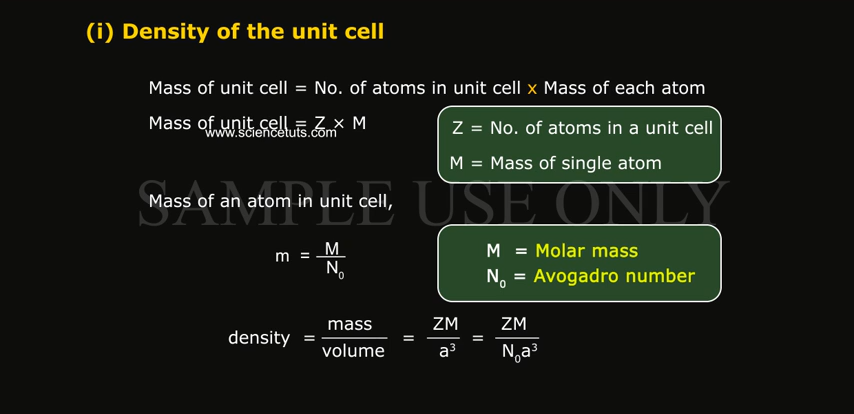 (i) Density of the unit cell
Mass of unit cell = No. of atoms in unit cell x Mass of each atom
Mass of unit cell = Z × M
www.sciencetuts.com
Z = No. of atoms in a unit cell
M = Mass of single atom
SAMPLE USE ONLY
Mass of an atom in unit cell,
m = M/N₀
M = Molar mass
N₀ = Avogadro number
density = mass/volume = ZM/a³ = ZM/N₀a³